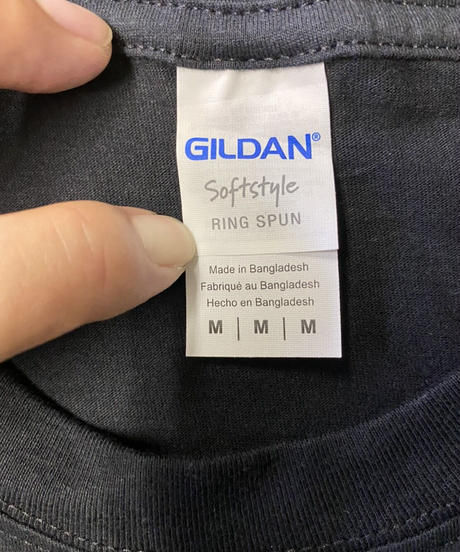 GILDAN®
Softstyle
RING SPUN
Made in Bangladesh
Fabriqué au Bangladesh
Hecho en Bangladesh
M | M | M